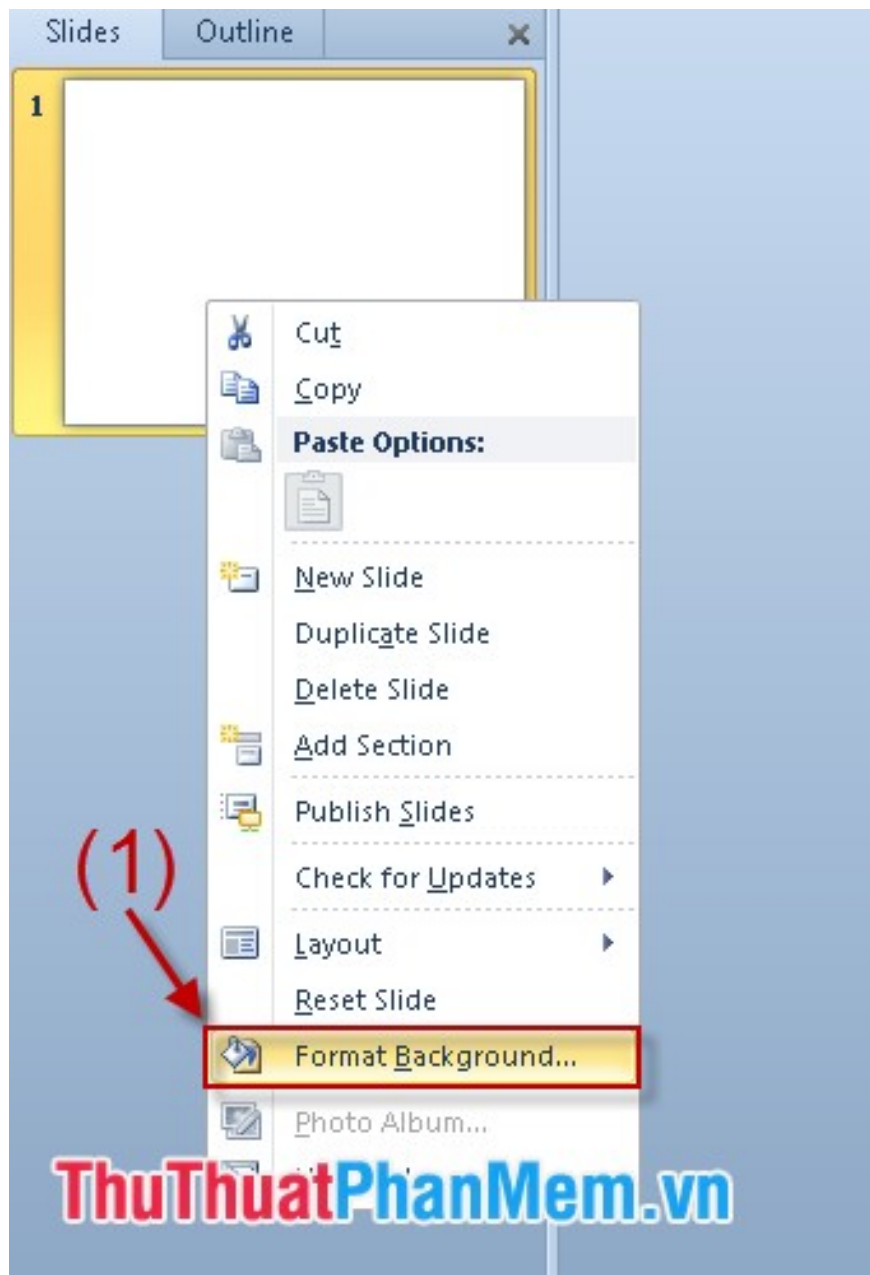 Slides Outline
1
Cut
Copy
Paste Options:
New Slide
Duplicate Slide
Delete Slide
Add Section
Publish Slides
(1)
Check for Updates
Layout
Reset Slide
Format Background...
Photo Album...
ThuThuatPhanMem.vn